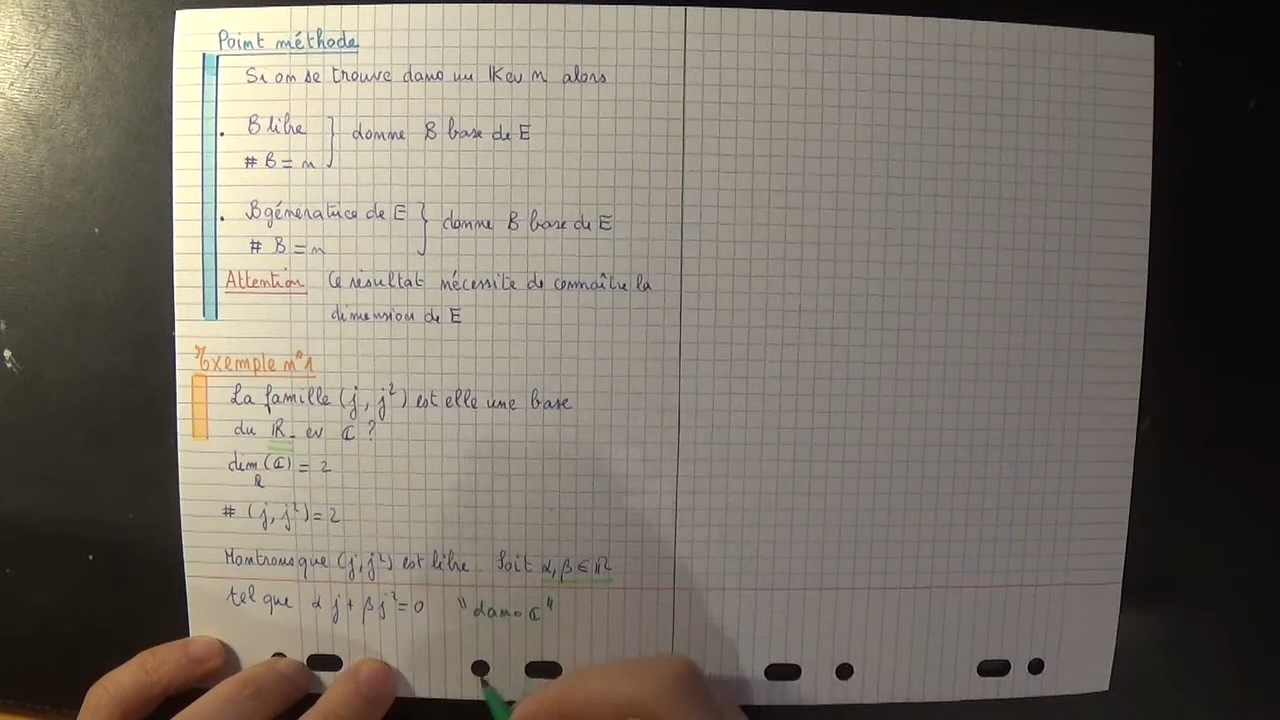 Point méthode
Si on se trouve dans un Kev n alors
. B libre } donne B base de E
# B = n
. B géneratrice de E } donne B base de E
# B = n
Attention Ce résultat nécessite de connaître la
dimension de E
Exemple n°1
La famille (j, j²) est elle une base
du R- ev C ?
dim_R (C) = 2
# (j, j²) = 2
Montrons que (j, j²) est libre. Soit α, β ∈ R
tel que α j + β j² = 0 "dans C"